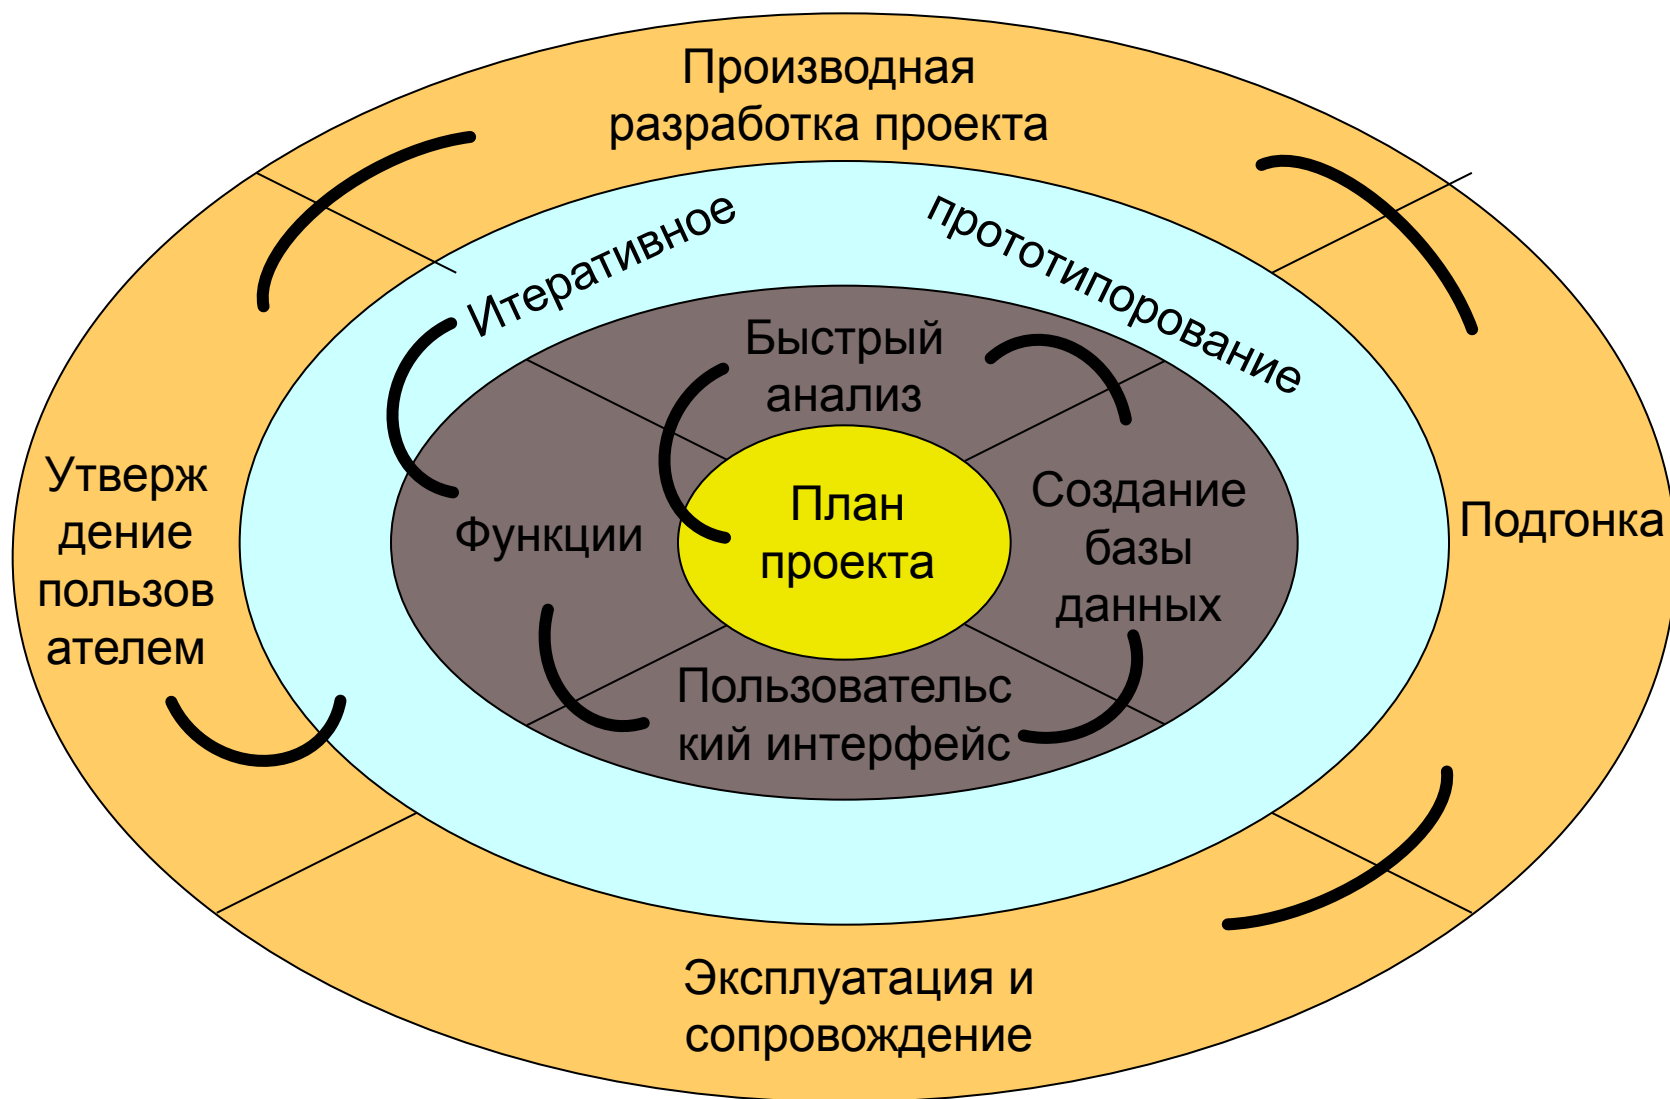 Производная
разработка проекта
Итеративное
прототипорование
Быстрый
анализ
Утверж
дение
пользов
ателем
Функции
План
проекта
Создание
базы
данных
Подгонка
Пользовательс
кий интерфейс
Эксплуатация и
сопровождение